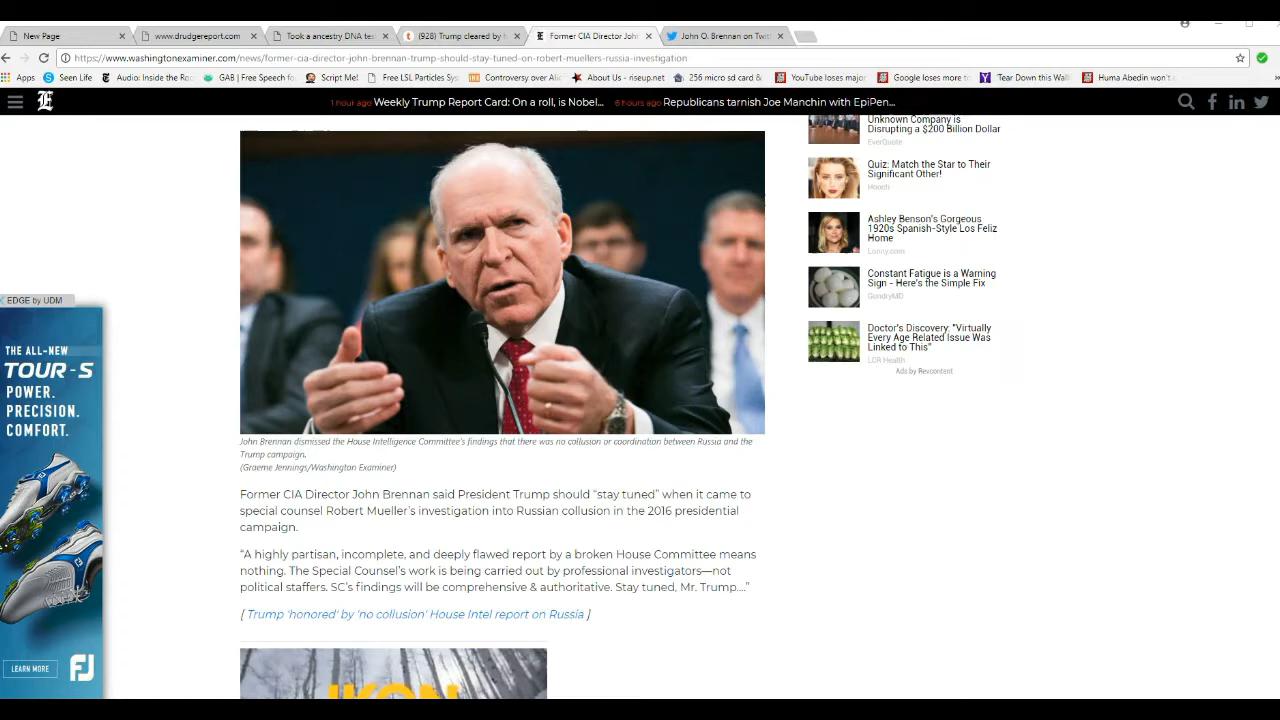 New Page
www.drudgereport.com
Took a ancestry DNA tes
(928) Trump cleared by h
Former CIA Director Joh
John O. Brennan on Twit
https://www.washingtonexaminer.com/news/former-cia-director-john-brennan-trump-should-stay-tuned-on-robert-muellers-russia-investigation
Apps
Seen Life
Audio: Inside the Ro
GAB | Free Speech fo
Script Me!
Free LSL Particles Sys
Controversy over Ali
About Us - riseup.net
256 micro sd card &
YouTube loses major
Google loses more to
Tear Down this Wall
Huma Abedin won't c
1 hour ago Weekly Trump Report Card: On a roll, is Nobel...
6 hours ago Republicans tarnish Joe Manchin with EpiPen...
Unknown Company is
Disrupting a $200 Billion Dollar
EverQuote
Quiz: Match the Star to Their
Significant Other!
Hooch
Ashley Benson's Gorgeous
1920s Spanish-Style Los Feliz
Home
Lonny.com
Constant Fatigue is a Warning
Sign - Here's the Simple Fix
GundryMD
Doctor's Discovery: "Virtually
Every Age Related Issue Was
Linked to This"
LCR Health
Ads by Revcontent
EDGE by UDM
THE ALL-NEW
TOUR-S
POWER.
PRECISION.
COMFORT.
LEARN MORE
FJ
John Brennan dismissed the House Intelligence Committee's findings that there was no collusion or coordination between Russia and the
Trump campaign.
(Graeme Jennings/Washington Examiner)
Former CIA Director John Brennan said President Trump should “stay tuned” when it came to
special counsel Robert Mueller’s investigation into Russian collusion in the 2016 presidential
campaign.
“A highly partisan, incomplete, and deeply flawed report by a broken House Committee means
nothing. The Special Counsel’s work is being carried out by professional investigators—not
political staffers. SC’s findings will be comprehensive & authoritative. Stay tuned, Mr. Trump....”
[ Trump 'honored' by 'no collusion' House Intel report on Russia ]
IKON